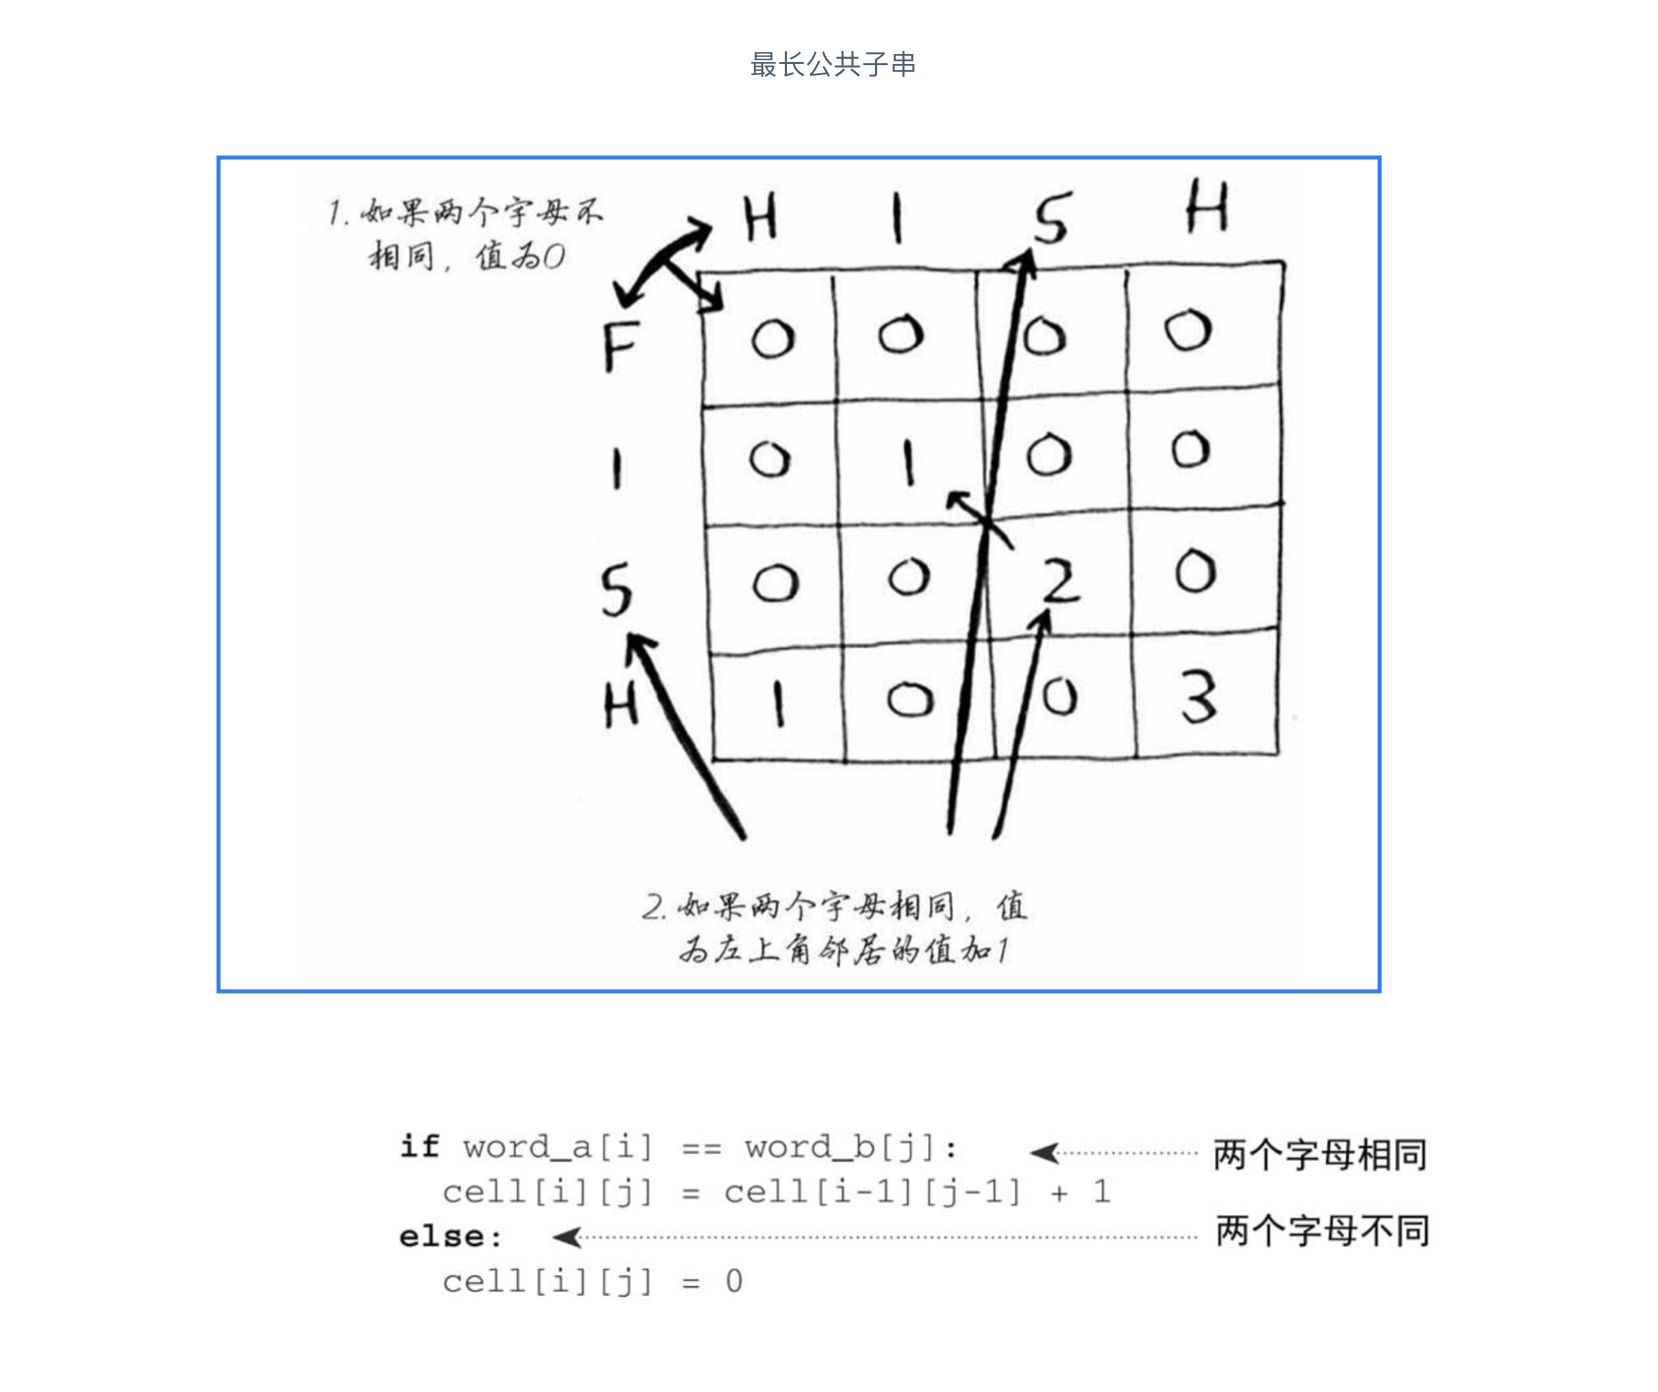 最长公共子串
1. 如果两个字母不
相同，值为0
H I S H
F 0 0 0 0
I 0 1 0 0
S 0 0 2 0
H 1 0 0 3
2. 如果两个字母相同，值
为左上角邻居的值加1
if word_a[i] == word_b[j]: 两个字母相同
cell[i][j] = cell[i-1][j-1] + 1
else: 两个字母不同
cell[i][j] = 0